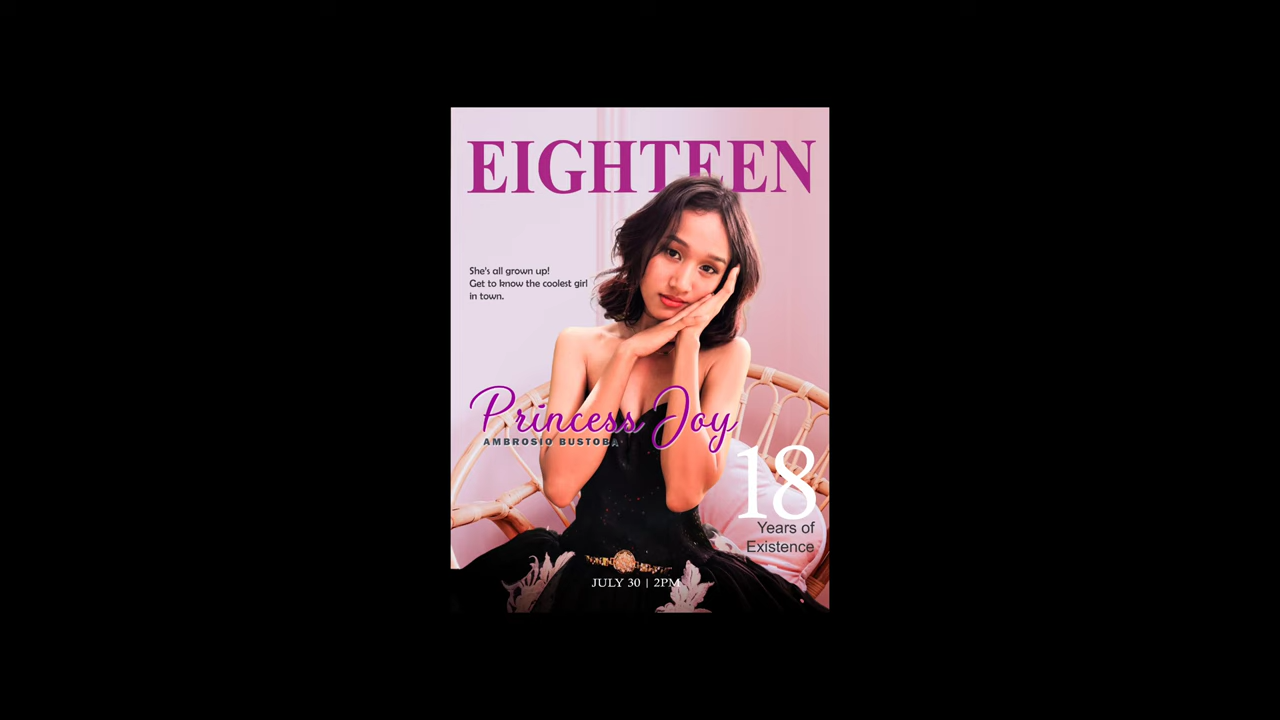 EIGHTEEN
She's all grown up!
Get to know the coolest girl
in town.
Princess Joy
AMBROSIO BUSTOBA
18
Years of
Existence
JULY 30 | 2PM